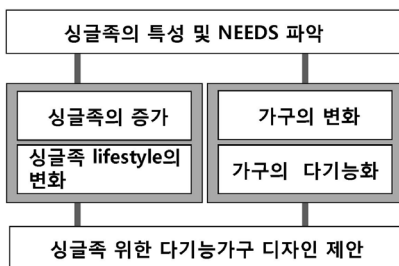 싱글족의 특성 및 NEEDS 파악
싱글족의 증가
싱글족 lifestyle의
변화
가구의 변화
가구의 다기능화
싱글족 위한 다기능가구 디자인 제안